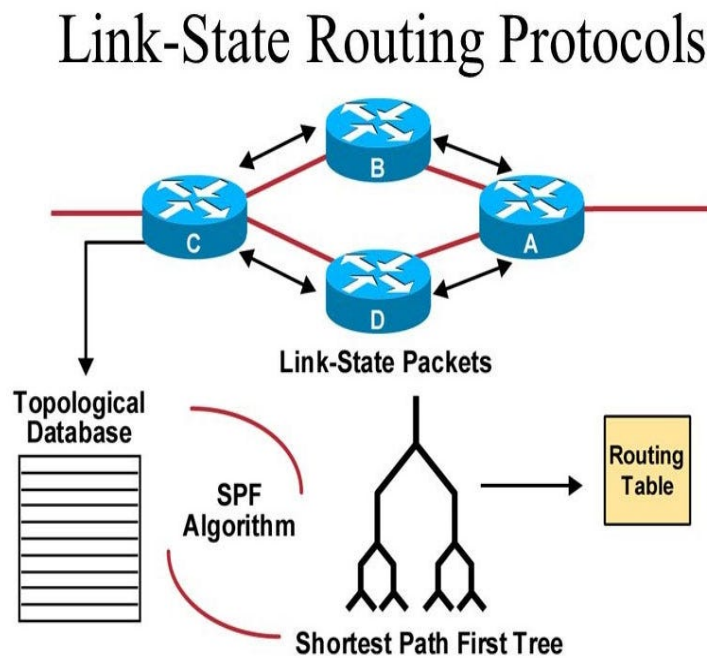 Link-State Routing Protocols
B
C
A
D
Link-State Packets
Topological
Database
SPF
Algorithm
Routing
Table
Shortest Path First Tree